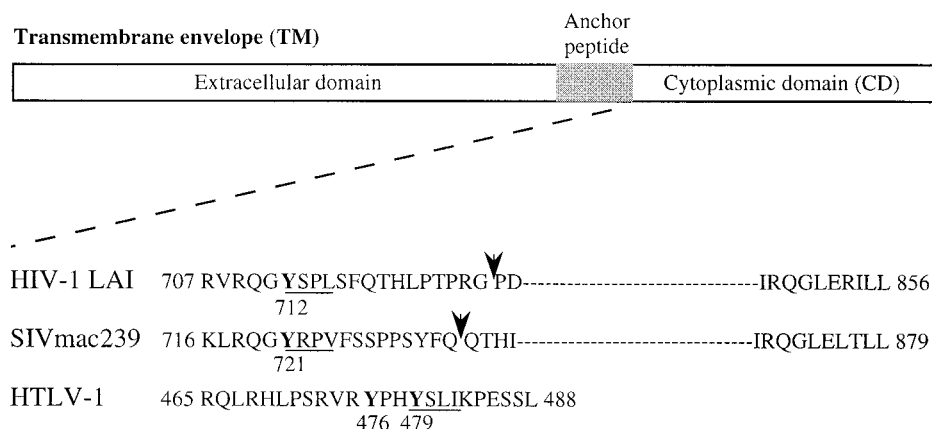 Anchor
Transmembrane envelope (TM) peptide
Extracellular domain Cytoplasmic domain (CD)
HIV-1 LAI 707 RVRQGYSPLSFQTHLPTPRGPD--------------------------------IRQGLERILL 856
712
SIVmac239 716 KLRQGYRPVFSSPPSYFQQTHI--------------------------------IRQGLELTLL 879
721
HTLV-1 465 RQLRHLPSRVRYPHYSLIKPESSL 488
476 479